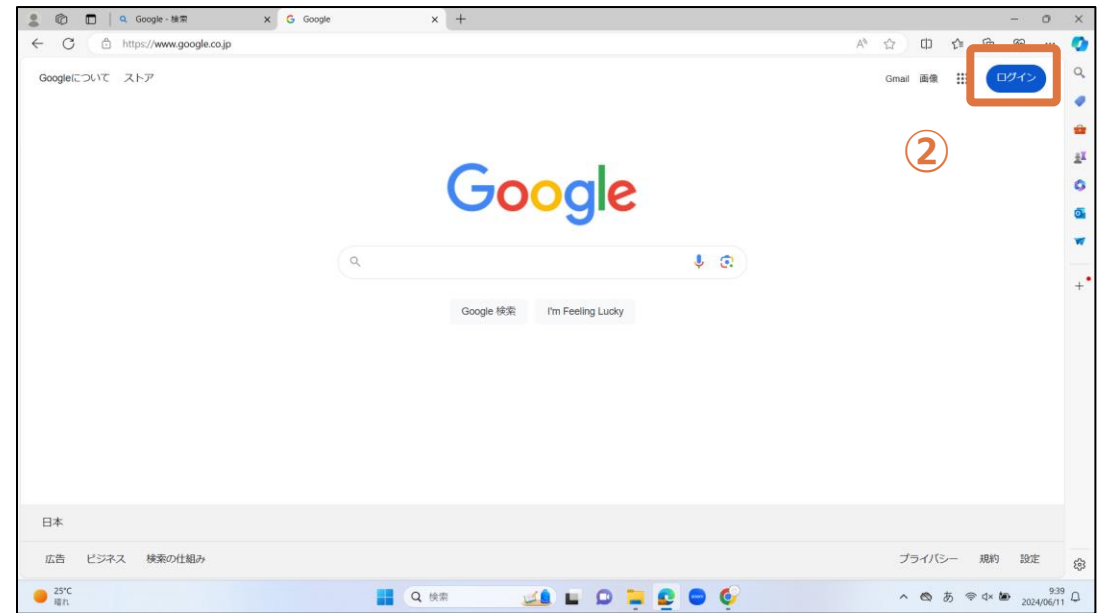 Google - 検索
Google
https://www.google.co.jp
Googleについて ストア
Gmail 画像 ログイン
②
Google
Google 検索 I'm Feeling Lucky
日本
広告 ビジネス 検索の仕組み
プライバシー 規約 設定
25°C
晴れ
検索
あ
9:39
2024/06/11